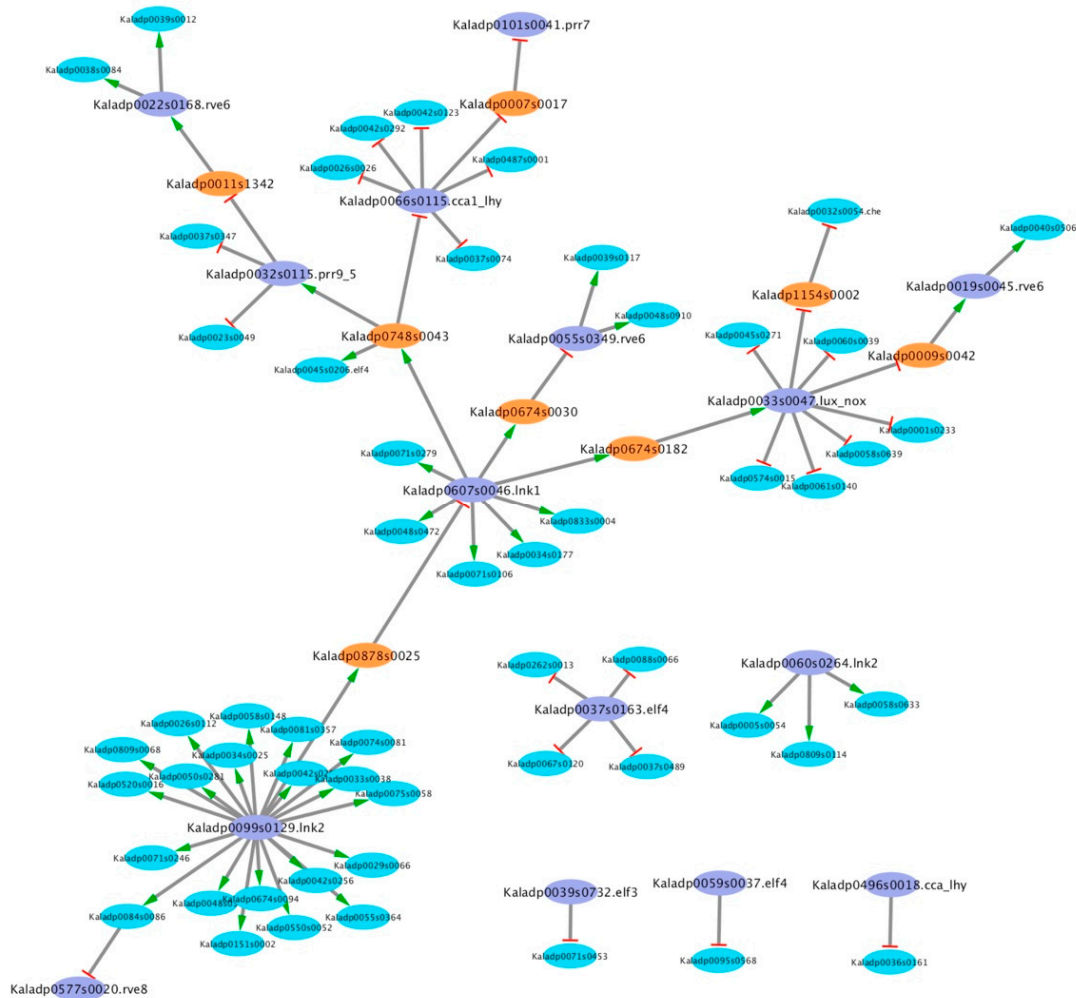 Kaladp0039s0012
Kaladp0101s0041.prr7
Kaladp0038s0084
Kaladp0022s0168.rve6
Kaladp0007s0017
Kaladp0042s0123
Kaladp0042s0292
Kaladp0487s0001
Kaladp0026s0026
Kaladp0011s1342
Kaladp0066s0115.cca1_lhy
Kaladp0032s0054.che
Kaladp0040s0506
Kaladp0037s0347
Kaladp0037s0074
Kaladp0039s0117
Kaladp0032s0115.prr9_5
Kaladp0019s0045.rve6
Kaladp1154s0002
Kaladp0048s0910
Kaladp0023s0049
Kaladp0748s0043
Kaladp0055s0349.rve6
Kaladp0045s0271
Kaladp0060s0039
Kaladp0009s0042
Kaladp0045s0206.elf4
Kaladp0033s0047.lux_nox
Kaladp0674s0030
Kaladp0001s0233
Kaladp0674s0182
Kaladp0058s0639
Kaladp0071s0279
Kaladp0574s0015
Kaladp0061s0140
Kaladp0607s0046.lnk1
Kaladp0833s0004
Kaladp0048s0472
Kaladp0034s0177
Kaladp0071s0106
Kaladp0878s0025
Kaladp0262s0013
Kaladp0088s0066
Kaladp0060s0264.lnk2
Kaladp0037s0163.elf4
Kaladp0058s0633
Kaladp0005s0054
Kaladp0809s0114
Kaladp0067s0120
Kaladp0037s0489
Kaladp0058s0148
Kaladp0026s0112
Kaladp0081s0357
Kaladp0074s0081
Kaladp0809s0068
Kaladp0034s0025
Kaladp0050s0281
Kaladp0033s0038
Kaladp0520s0016
Kaladp0075s0058
Kaladp0099s0129.lnk2
Kaladp0071s0246
Kaladp0029s0066
Kaladp0042s0256
Kaladp0674s0094
Kaladp0084s0086
Kaladp0055s0364
Kaladp0550s0052
Kaladp0151s0002
Kaladp0577s0020.rve8
Kaladp0039s0732.elf3
Kaladp0059s0037.elf4
Kaladp0496s0018.cca_lhy
Kaladp0071s0453
Kaladp0095s0568
Kaladp0036s0161